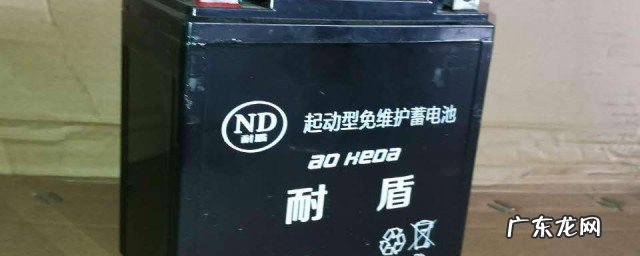 ND
耐盾
起动型免维护蓄电池
ao Keda
耐盾
广东龙网